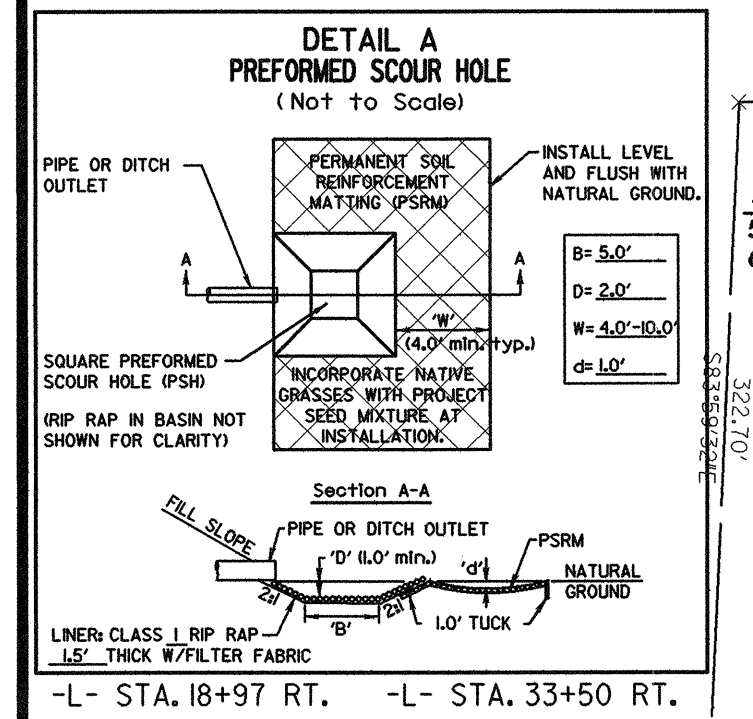 DETAIL A
PREFORMED SCOUR HOLE
(Not to Scale)
PIPE OR DITCH
OUTLET
PERMANENT SOIL
REINFORCEMENT
MATTING (PSRM)
INSTALL LEVEL
AND FLUSH WITH
NATURAL GROUND.
A
A
B= 5.0'
D= 2.0'
W= 4.0'-10.0'
d= 1.0'
'W'
(4.0' min. typ.)
SQUARE PREFORMED
SCOUR HOLE (PSH)
(RIP RAP IN BASIN NOT
SHOWN FOR CLARITY)
INCORPORATE NATIVE
GRASSES WITH PROJECT
SEED MIXTURE AT
INSTALLATION.
Section A-A
FILL SLOPE
PIPE OR DITCH OUTLET
'D' (1.0' min.)
'd'
PSRM
NATURAL
GROUND
2:1
2:1
'B'
1.0' TUCK
LINER: CLASS I RIP RAP
1.5' THICK W/FILTER FABRIC
-L- STA. 18+97 RT.
-L- STA. 33+50 RT.
322.70'
S83°59'32"E